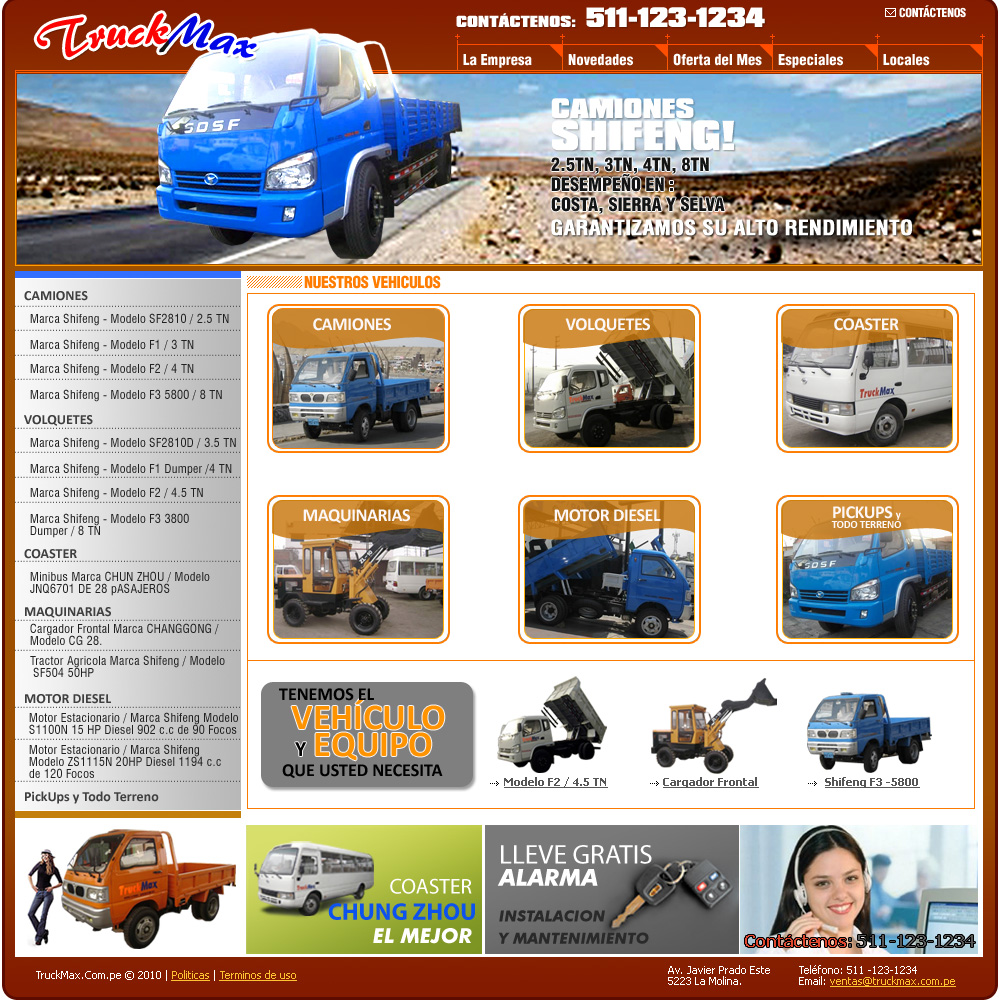 TruckMax
CONTÁCTENOS: 511-123-1234
CONTÁCTENOS
La Empresa
Novedades
Oferta del Mes
Especiales
Locales
SDSF
CAMIONES
SHIFENG!
2.5TN, 3TN, 4TN, 8TN
DESEMPEÑO EN :
COSTA, SIERRA Y SELVA
GARANTIZAMOS SU ALTO RENDIMIENTO
CAMIONES
Marca Shifeng - Modelo SF2810 / 2.5 TN
Marca Shifeng - Modelo F1 / 3 TN
Marca Shifeng - Modelo F2 / 4 TN
Marca Shifeng - Modelo F3 5800 / 8 TN
VOLQUETES
Marca Shifeng - Modelo SF2810D / 3.5 TN
Marca Shifeng - Modelo F1 Dumper /4 TN
Marca Shifeng - Modelo F2 / 4.5 TN
Marca Shifeng - Modelo F3 3800
Dumper / 8 TN
COASTER
Minibus Marca CHUN ZHOU / Modelo
JNQ6701 DE 28 pASAJEROS
MAQUINARIAS
Cargador Frontal Marca CHANGGONG /
Modelo CG 28.
Tractor Agricola Marca Shifeng / Modelo
SF504 50HP
MOTOR DIESEL
Motor Estacionario / Marca Shifeng Modelo
S1100N 15 HP Diesel 902 c.c de 90 Focos
Motor Estacionario / Marca Shifeng
Modelo ZS1115N 20HP Diesel 1194 c.c
de 120 Focos
PickUps y Todo Terreno
NUESTROS VEHICULOS
CAMIONES
VOLQUETES
TruckMax
COASTER
TruckMax
MAQUINARIAS
ZL-10
MOTOR DIESEL
PICKUPS y
TODO TERRENO
SDSF
TENEMOS EL
VEHÍCULO
Y EQUIPO
QUE USTED NECESITA
Modelo F2 / 4.5 TN
Cargador Frontal
Shifeng F3 -5800
TruckMax
TruckMax
COASTER
CHUNG ZHOU
EL MEJOR
LLEVE GRATIS
ALARMA
INSTALACION
Y MANTENIMIENTO
Contáctenos: 511-123-1234
TruckMax.Com.pe © 2010 | Politicas | Terminos de uso
Av. Javier Prado Este
5223 La Molina.
Teléfono: 511 -123-1234
Email: ventas@truckmax.com.pe